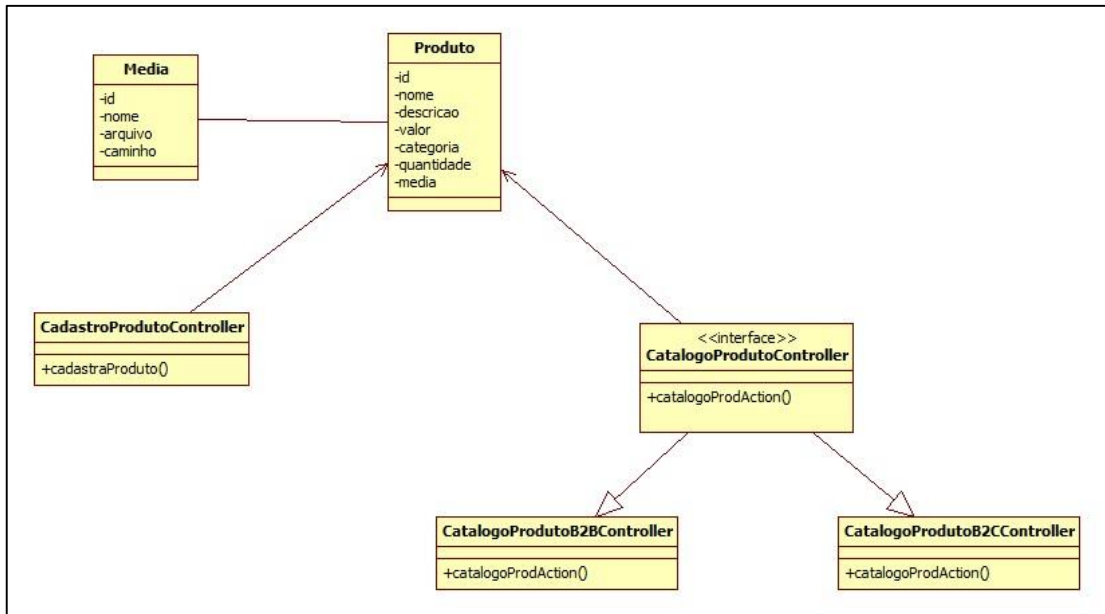 Media
-id
-nome
-arquivo
-caminho
Produto
-id
-nome
-descricao
-valor
-categoria
-quantidade
-media
CadastroProdutoController
+cadastraProduto()
<<interface>>
CatalogoProdutoController
+catalogoProdAction()
CatalogoProdutoB2BController
+catalogoProdAction()
CatalogoProdutoB2CController
+catalogoProdAction()